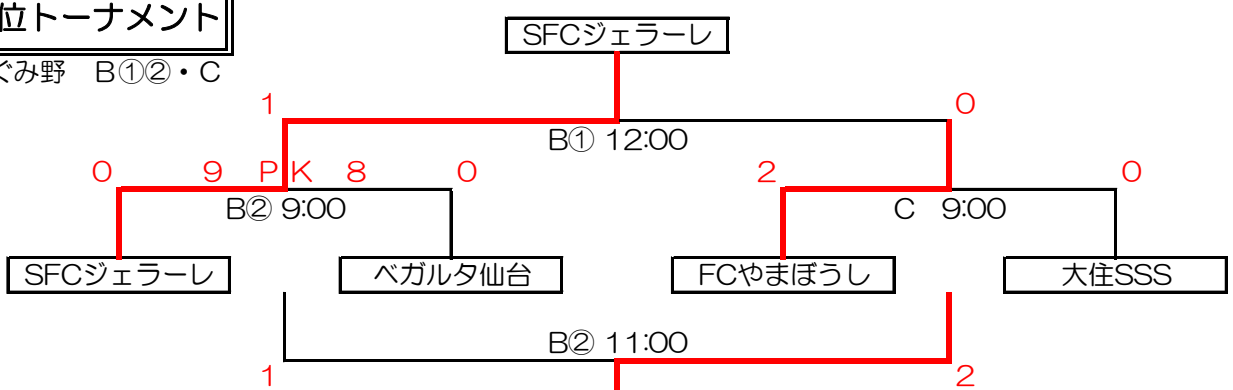 位トーナメント
SFCジェラーレ
ぐみ野 B①②・C
1 0
B① 12:00
0 9 PK 8 0 2 0
B② 9:00 C 9:00
SFCジェラーレ ベガルタ仙台 FCやまぼうし 大住SSS
B② 11:00
1 2